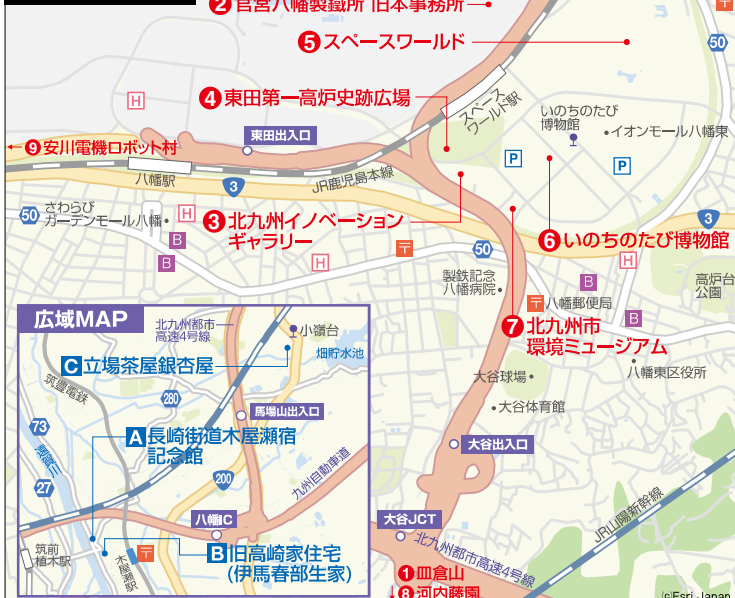 ❷官営八幡製鐵所 旧本事務所
❺スペースワールド
50
H
❹東田第一高炉史跡広場
スペース
ワールド駅
いのちのたび
博物館
・イオンモール八幡東
❾安川電機ロボット村
東田出入口
P
P
八幡駅
3
JR鹿児島本線
50
さわらび
ガーデンモール八幡・
H
❸北九州イノベーション
ギャラリー
3
B
B
H
〒
50
❻いのちのたび博物館
H
製鉄記念
八幡病院・
B
高炉台
公園
〒八幡郵便局
B
❼北九州市
環境ミュージアム
八幡東区役所
大谷球場・
・大谷体育館
大谷出入口
大谷JCT
JR山陽新幹線
北九州都市高速4号線
❶皿倉山
❽河内藤園
(c)Esri Japan
広域MAP
北九州都市
高速4号線
小嶺台
畑貯水池
C立場茶屋銀杏屋
筑豊電鉄
280
馬場山出入口
73
A長崎街道木屋瀬宿
記念館
遠賀川
27
200
九州自動車道
八幡IC
筑前
植木駅
木屋瀬駅
〒
B旧高崎家住宅
(伊馬春部生家)